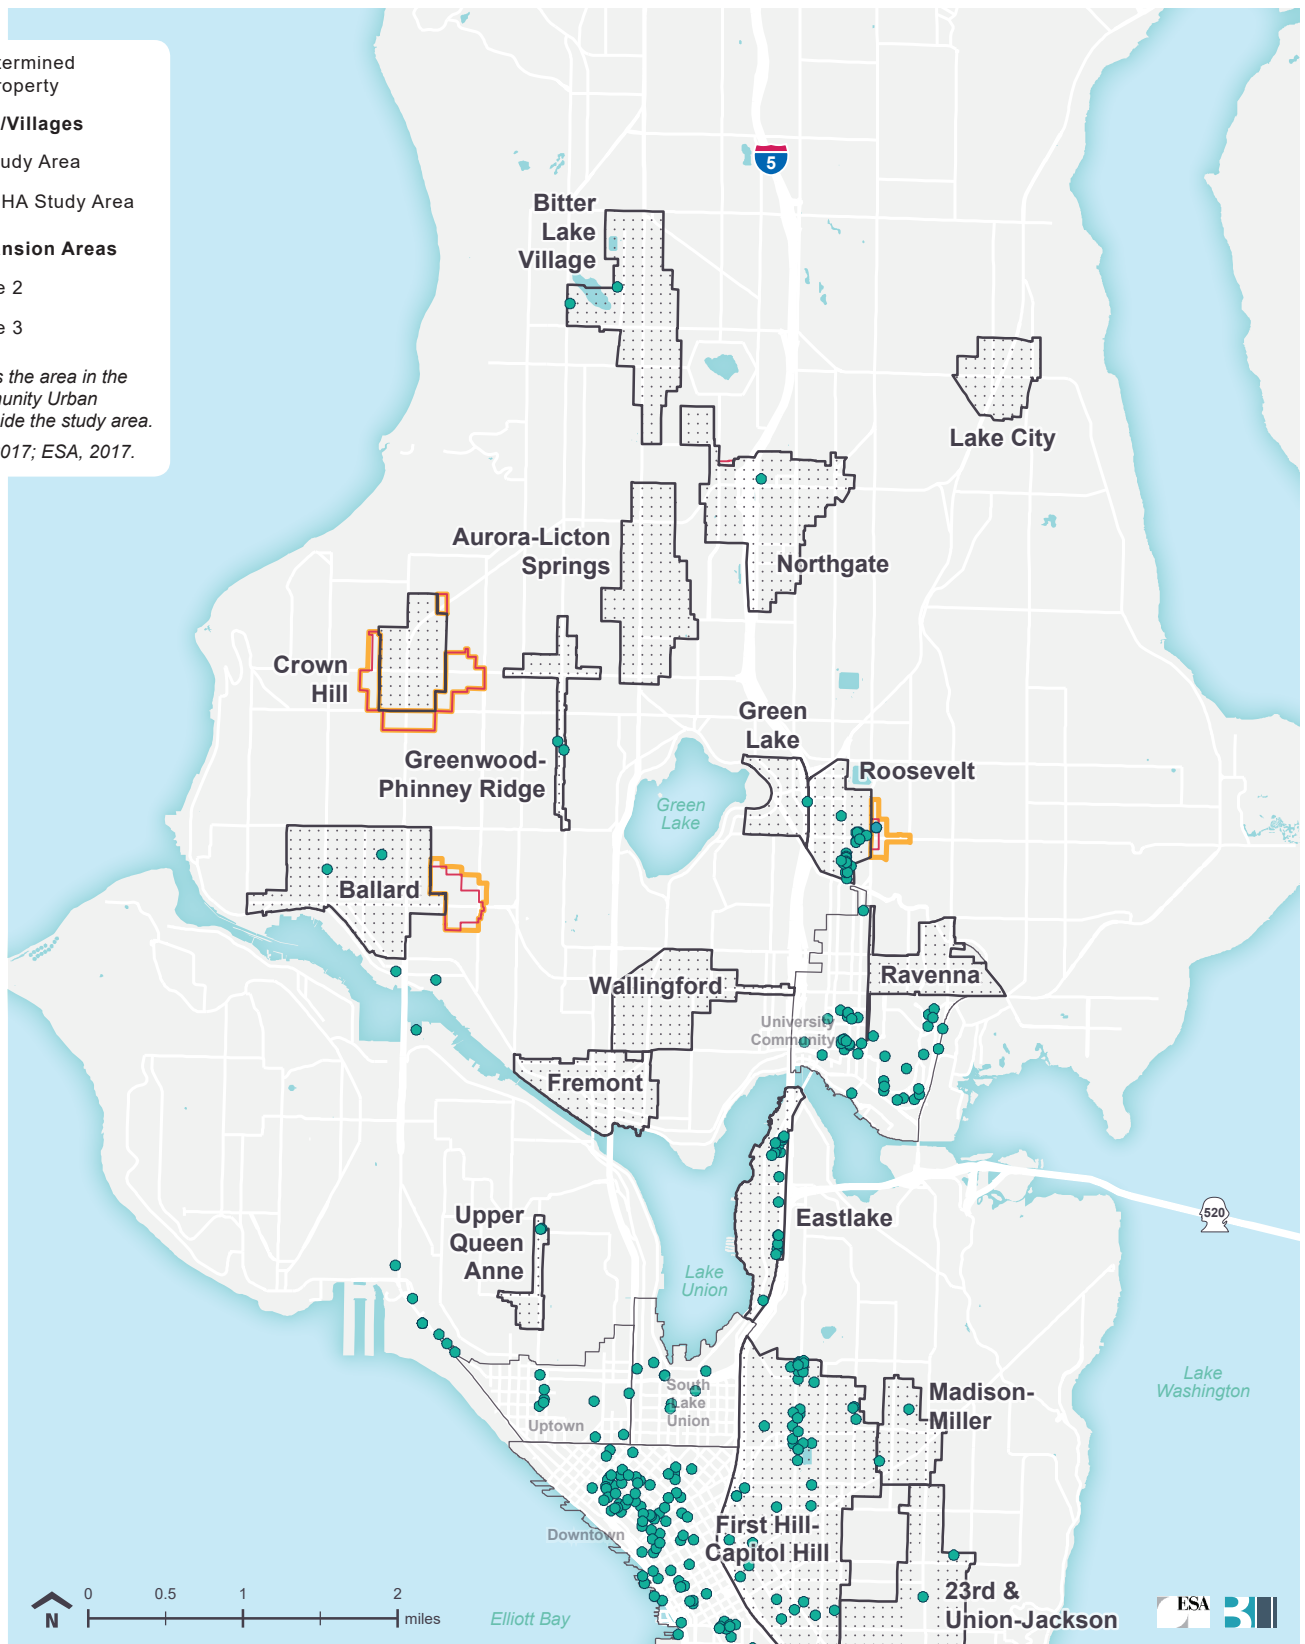 termined
roperty
/Villages
udy Area
HA Study Area
nsion Areas
e 2
e 3
s the area in the
nunity Urban
ide the study area.
017; ESA, 2017.
5
Bitter
Lake
Village
Lake City
Aurora-Licton
Springs
Northgate
Crown
Hill
Green
Lake
Greenwood-
Phinney Ridge
Roosevelt
Green
Lake
Ballard
Wallingford
Ravenna
University
Community
Fremont
Upper
Queen
Anne
Eastlake
520
Lake
Union
Lake
Washington
South
Lake
Union
Uptown
Madison-
Miller
Downtown
First Hill-
Capitol Hill
23rd &
Union-Jackson
0 0.5 1 2
miles
N
Elliott Bay
ESA